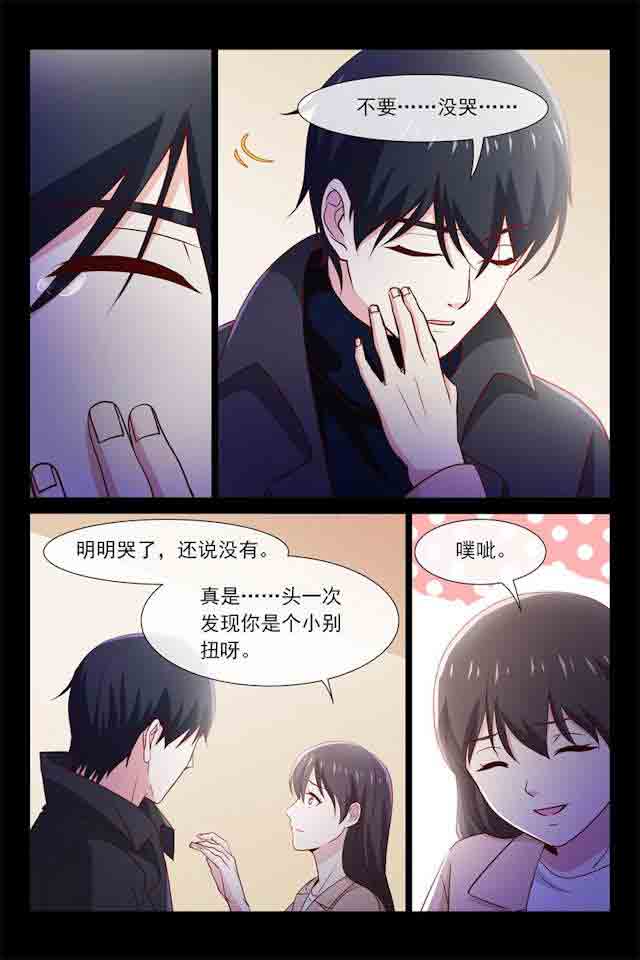 不要……没哭……
明明哭了，还说没有。
真是……头一次
发现你是个小别
扭呀。
噗呲。